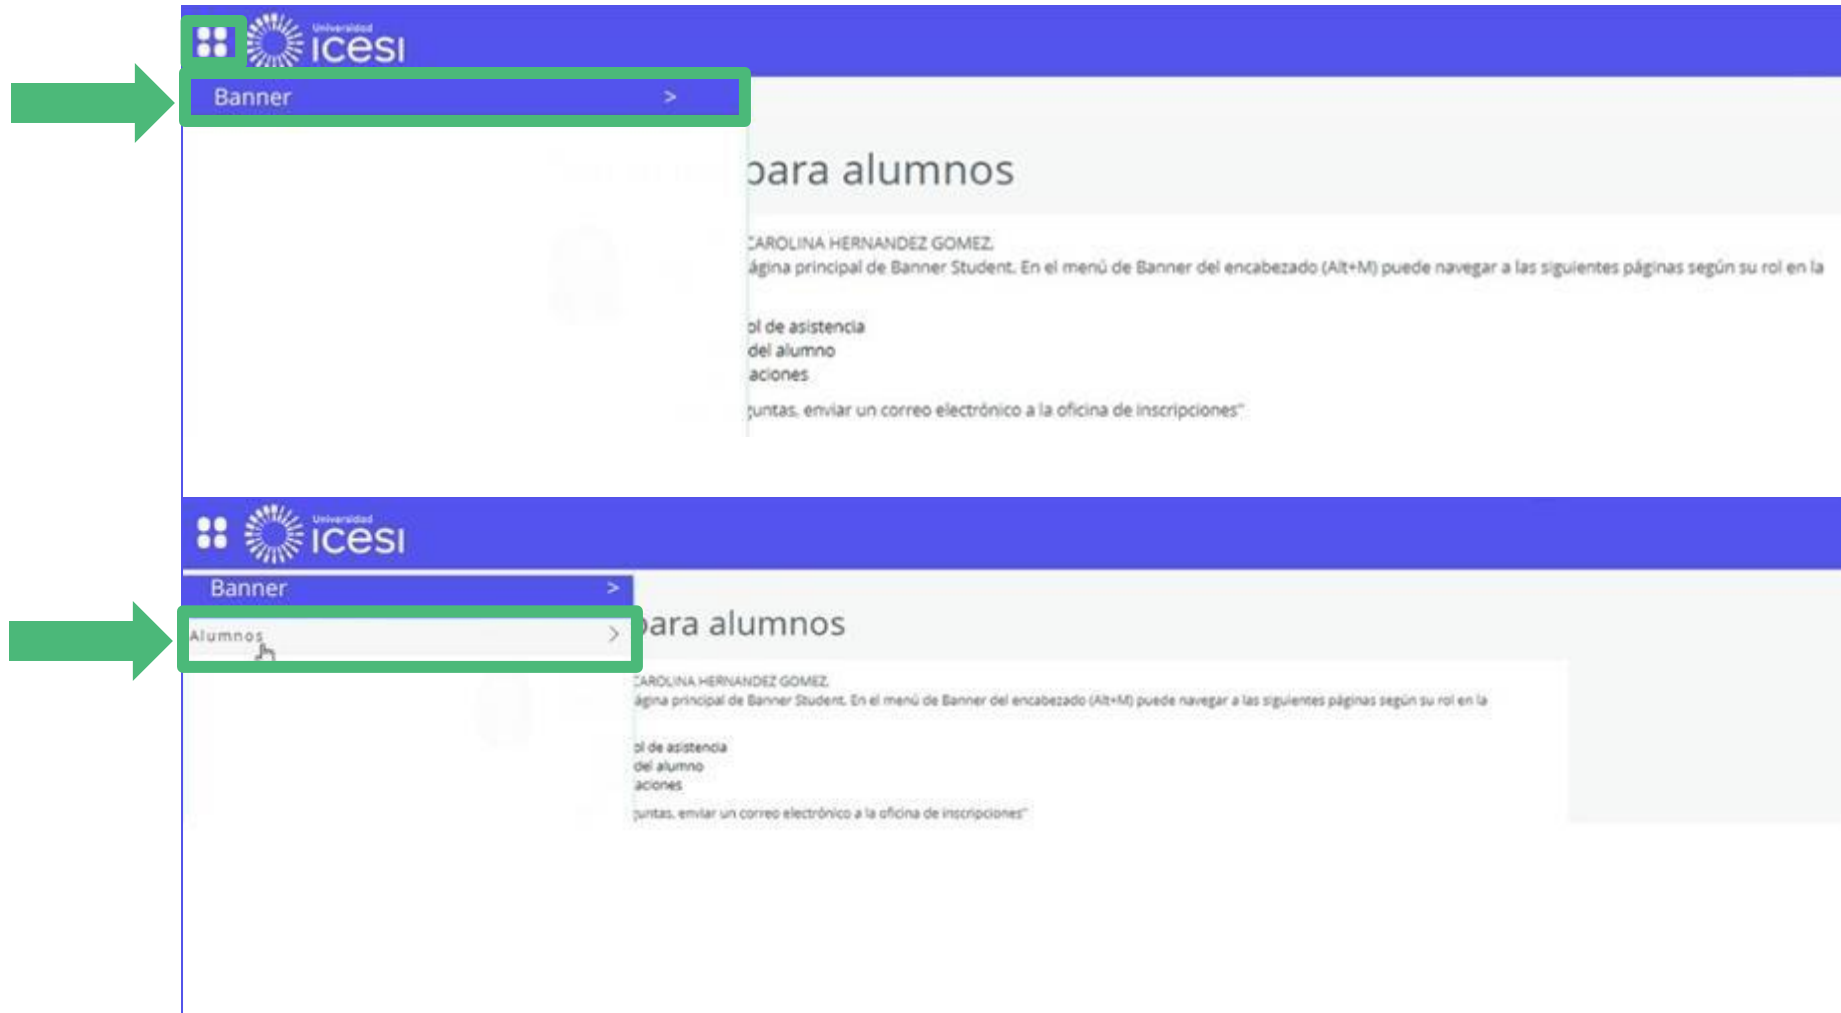 Universidad
icesi
Banner >
para alumnos
CAROLINA HERNANDEZ GOMEZ.
ágina principal de Banner Student. En el menú de Banner del encabezado (Alt+M) puede navegar a las siguientes páginas según su rol en la
ol de asistencia
del alumno
aciones
guntas, enviar un correo electrónico a la oficina de inscripciones"
Universidad
icesi
Banner >
Alumnos >
para alumnos
CAROLINA HERNANDEZ GOMEZ.
ágina principal de Banner Student. En el menú de Banner del encabezado (Alt+M) puede navegar a las siguientes páginas según su rol en la
ol de asistencia
del alumno
aciones
guntas, enviar un correo electrónico a la oficina de inscripciones"